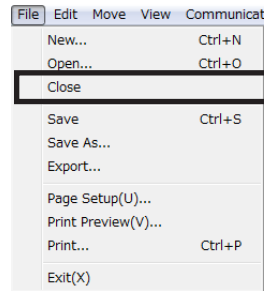 File Edit Move View Communicat
New... Ctrl+N
Open... Ctrl+O
Close
Save Ctrl+S
Save As...
Export...
Page Setup(U)...
Print Preview(V)...
Print... Ctrl+P
Exit(X)